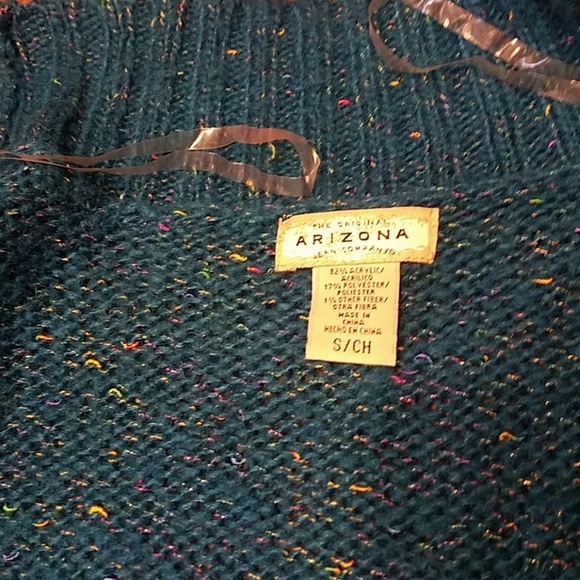 THE ORIGINAL
ARIZONA
JEAN COMPANY
82% ACRYLIC/
ACRILICO
17% POLYESTER/
POLIESTER
1% OTHER FIBER/
OTRA FIBRA
MADE IN
CHINA
HECHO EN CHINA
S/CH